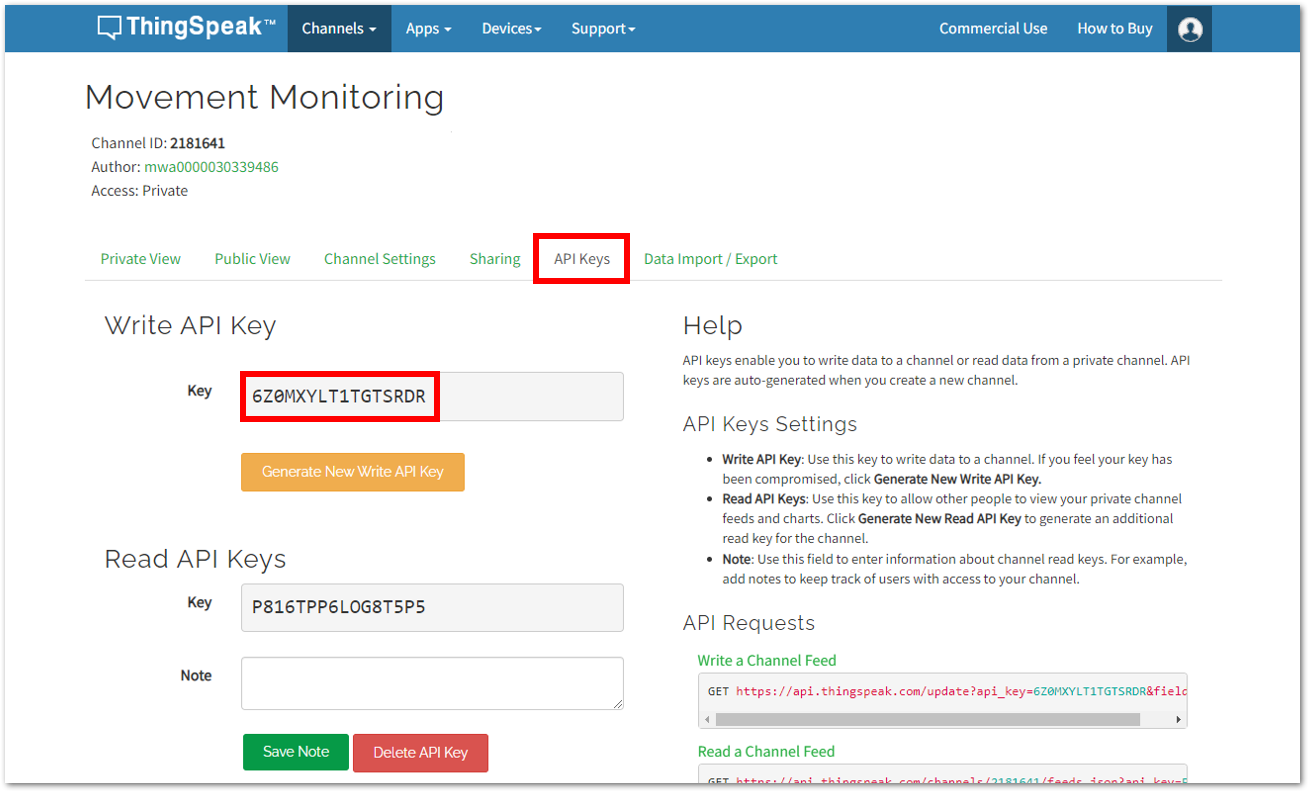 ThingSpeak™ Channels Apps Devices Support Commercial Use How to Buy
Movement Monitoring
Channel ID: 2181641
Author: mwa0000030339486
Access: Private
Private View Public View Channel Settings Sharing API Keys Data Import / Export
Write API Key
Key 6Z0MXYLT1TGTSRDR
Generate New Write API Key
Read API Keys
Key P816TPP6LOG8T5P5
Note
Save Note Delete API Key
Help
API keys enable you to write data to a channel or read data from a private channel. API
keys are auto-generated when you create a new channel.
API Keys Settings
• Write API Key: Use this key to write data to a channel. If you feel your key has
been compromised, click Generate New Write API Key.
• Read API Keys: Use this key to allow other people to view your private channel
feeds and charts. Click Generate New Read API Key to generate an additional
read key for the channel.
• Note: Use this field to enter information about channel read keys. For example,
add notes to keep track of users with access to your channel.
API Requests
Write a Channel Feed
GET https://api.thingspeak.com/update?api_key=6Z0MXYLT1TGTSRDR&field
Read a Channel Feed
GET https://api.thingspeak.com/channels/2181641/feeds.json?api_key=